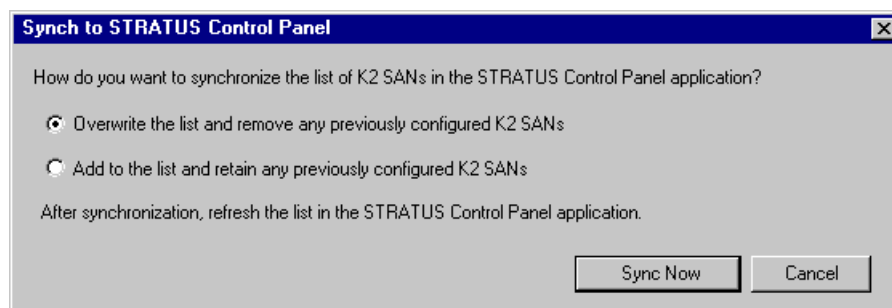 Synch to STRATUS Control Panel
How do you want to synchronize the list of K2 SANs in the STRATUS Control Panel application?
Overwrite the list and remove any previously configured K2 SANs
Add to the list and retain any previously configured K2 SANs
After synchronization, refresh the list in the STRATUS Control Panel application.
Sync Now Cancel